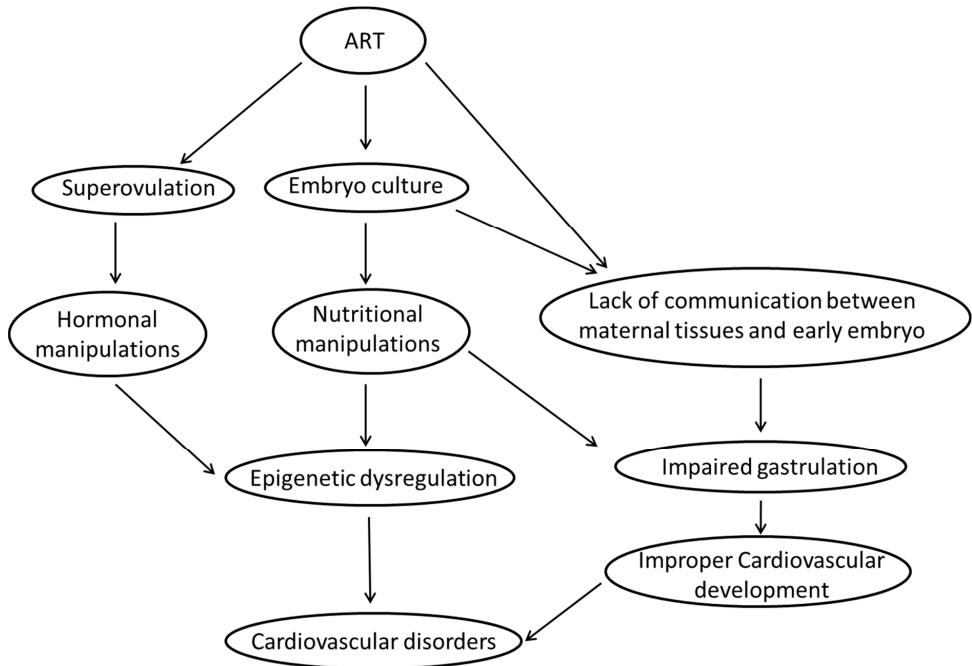 ART
Superovulation
Embryo culture
Lack of communication between
maternal tissues and early embryo
Hormonal
manipulations
Nutritional
manipulations
Epigenetic dysregulation
Impaired gastrulation
Improper Cardiovascular
development
Cardiovascular disorders